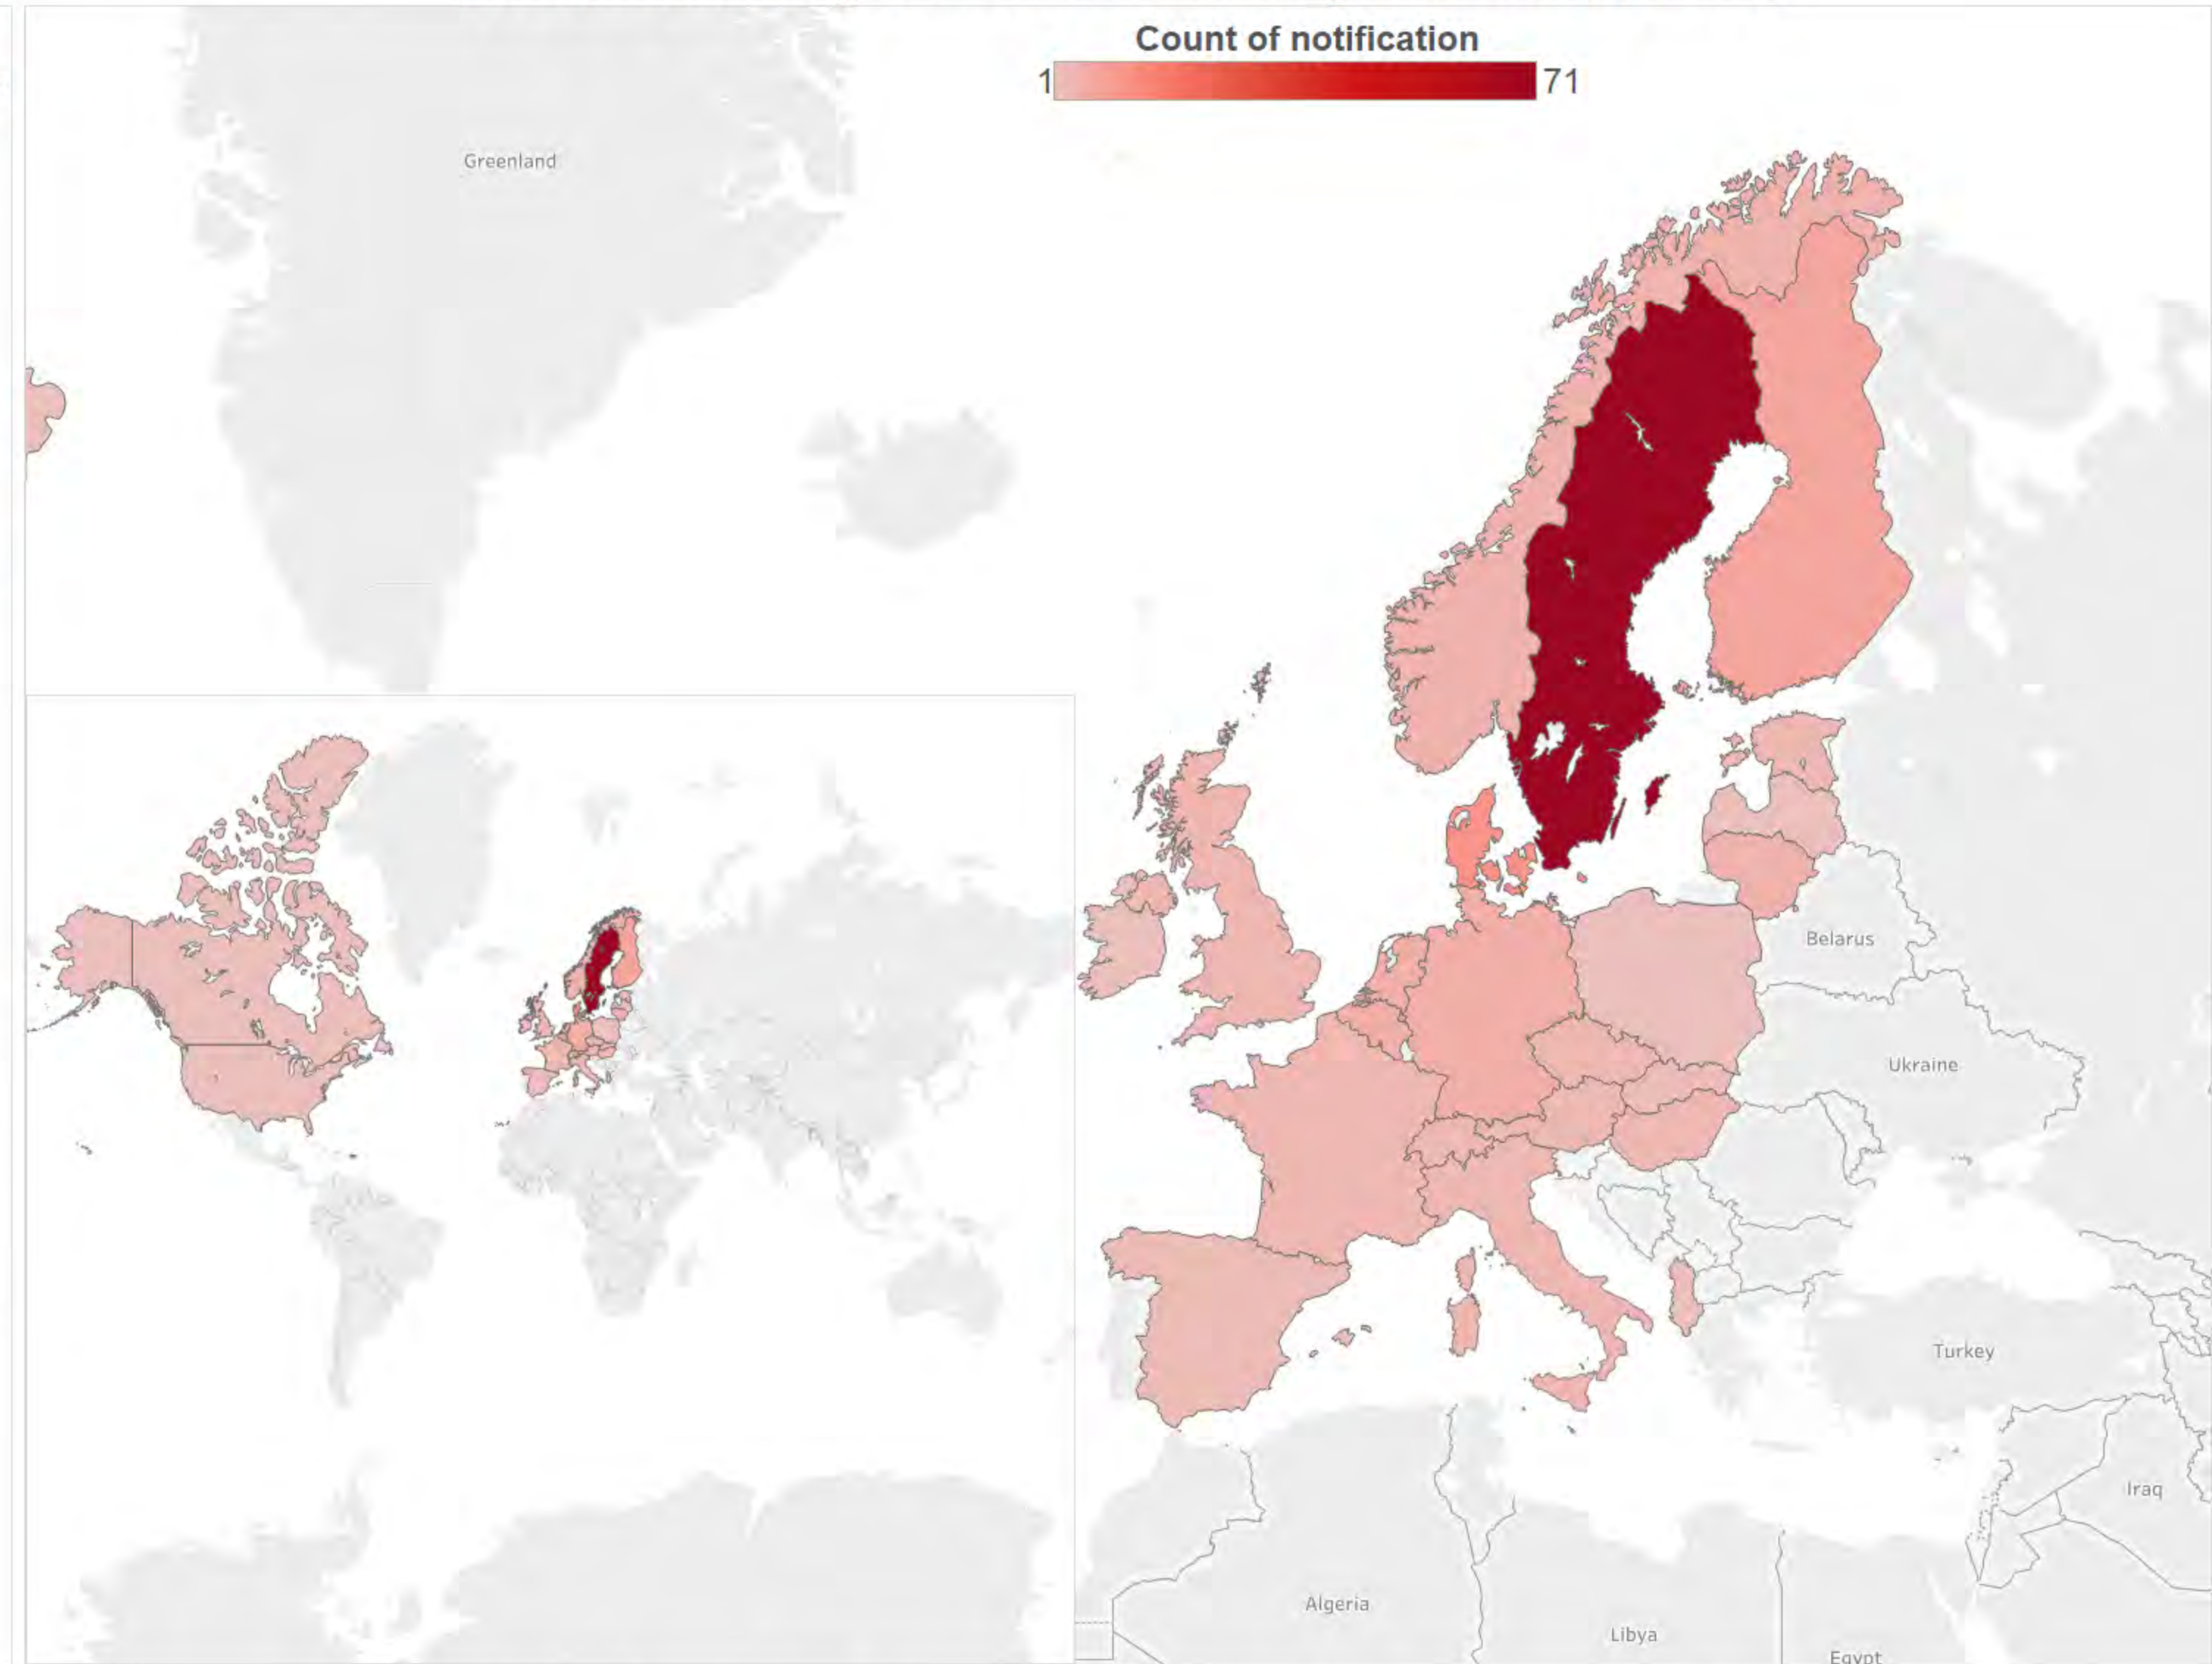 Count of notification
1 71
Greenland
Belarus
Ukraine
Turkey
Iraq
Algeria
Libya
Egypt